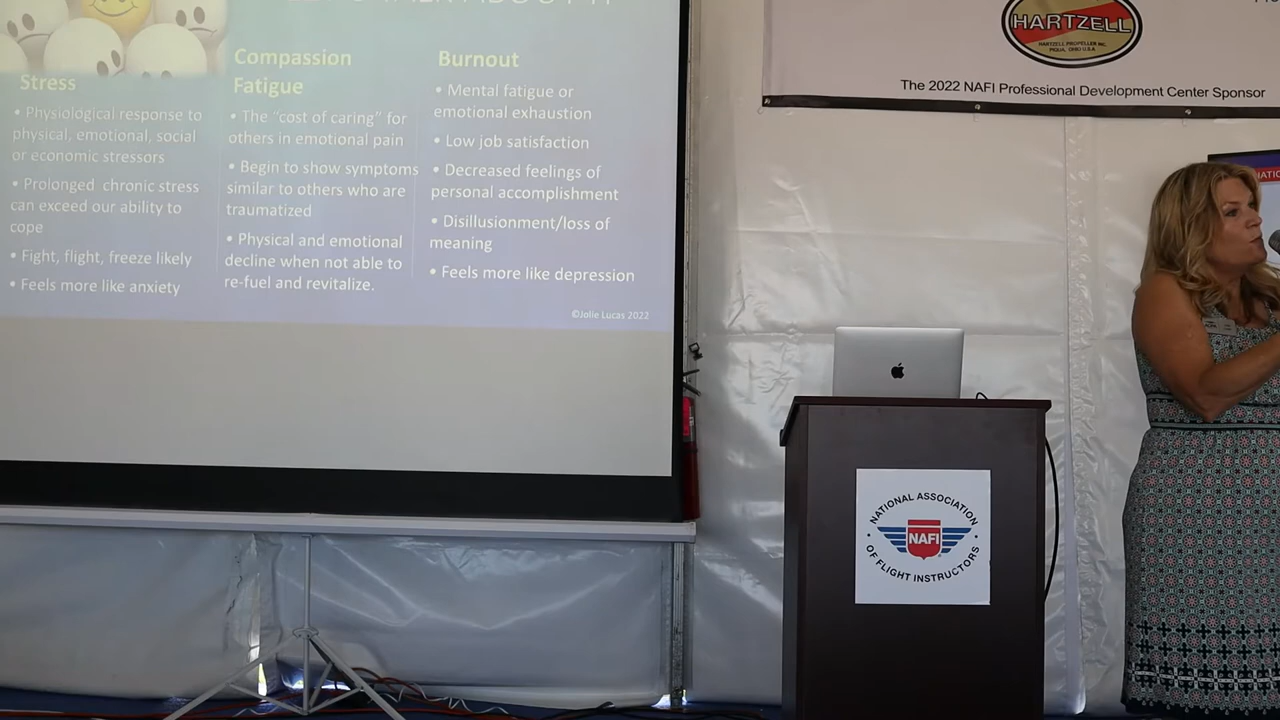 Stress
• Physiological response to
physical, emotional, social
or economic stressors
• Prolonged chronic stress
can exceed our ability to
cope
• Fight, flight, freeze likely
• Feels more like anxiety
Compassion
Fatigue
• The "cost of caring" for
others in emotional pain
• Begin to show symptoms
similar to others who are
traumatized
• Physical and emotional
decline when not able to
re-fuel and revitalize.
Burnout
• Mental fatigue or
emotional exhaustion
• Low job satisfaction
• Decreased feelings of
personal accomplishment
• Disillusionment/loss of
meaning
• Feels more like depression
©Jolie Lucas 2022
HARTZELL
HARTZELL PROPELLER INC.
PIQUA, OHIO U.S.A.
The 2022 NAFI Professional Development Center Sponsor
NATIONAL ASSOCIATION
NAFI
OF FLIGHT INSTRUCTORS